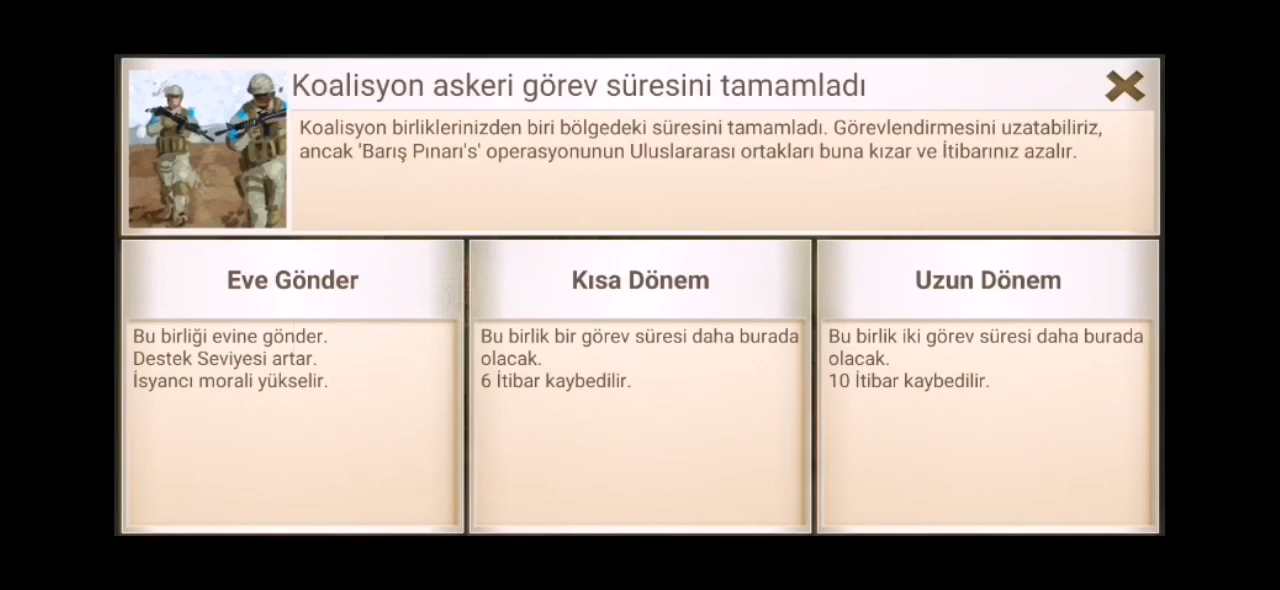 Koalisyon askeri görev süresini tamamladı
Koalisyon birliklerinizden biri bölgedeki süresini tamamladı. Görevlendirmesini uzatabiliriz,
ancak 'Barış Pınarı's' operasyonunun Uluslararası ortakları buna kızar ve İtibarınız azalır.
Eve Gönder
Bu birliği evine gönder.
Destek Seviyesi artar.
İsyancı morali yükselir.
Kısa Dönem
Bu birlik bir görev süresi daha burada
olacak.
6 İtibar kaybedilir.
Uzun Dönem
Bu birlik iki görev süresi daha burada
olacak.
10 İtibar kaybedilir.